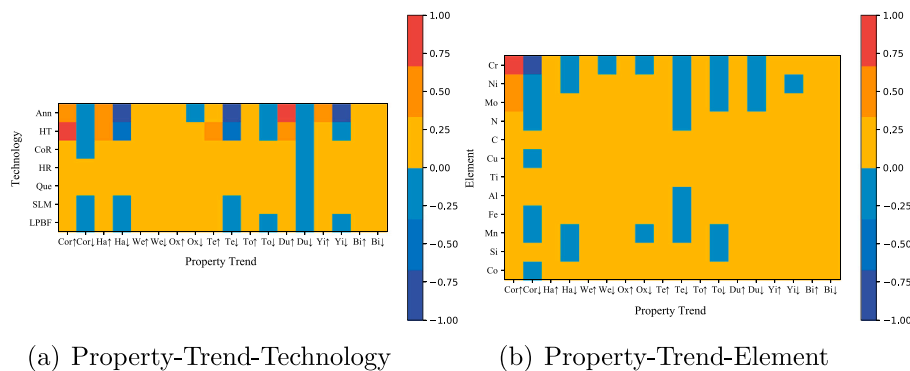 1.00
0.75
0.50
0.25
0.00
−0.25
−0.50
−0.75
−1.00
Technology
Ann
HT
CoR
HR
Que
SLM
LPBF
Cor↑ Cor↓ Ha↑ Ha↓ We↑ We↓ Ox↑ Ox↓ Te↑ Te↓ To↑ To↓ Du↑ Du↓ Yi↑ Yi↓ Bi↑ Bi↓
Property Trend
(a) Property-Trend-Technology
1.00
0.75
0.50
0.25
0.00
−0.25
−0.50
−0.75
−1.00
Element
Cr
Ni
Mo
N
C
Cu
Ti
Al
Fe
Mn
Si
Co
Cor↑ Cor↓ Ha↑ Ha↓ We↑ We↓ Ox↑ Ox↓ Te↑ Te↓ To↑ To↓ Du↑ Du↓ Yi↑ Yi↓ Bi↑ Bi↓
Property Trend
(b) Property-Trend-Element